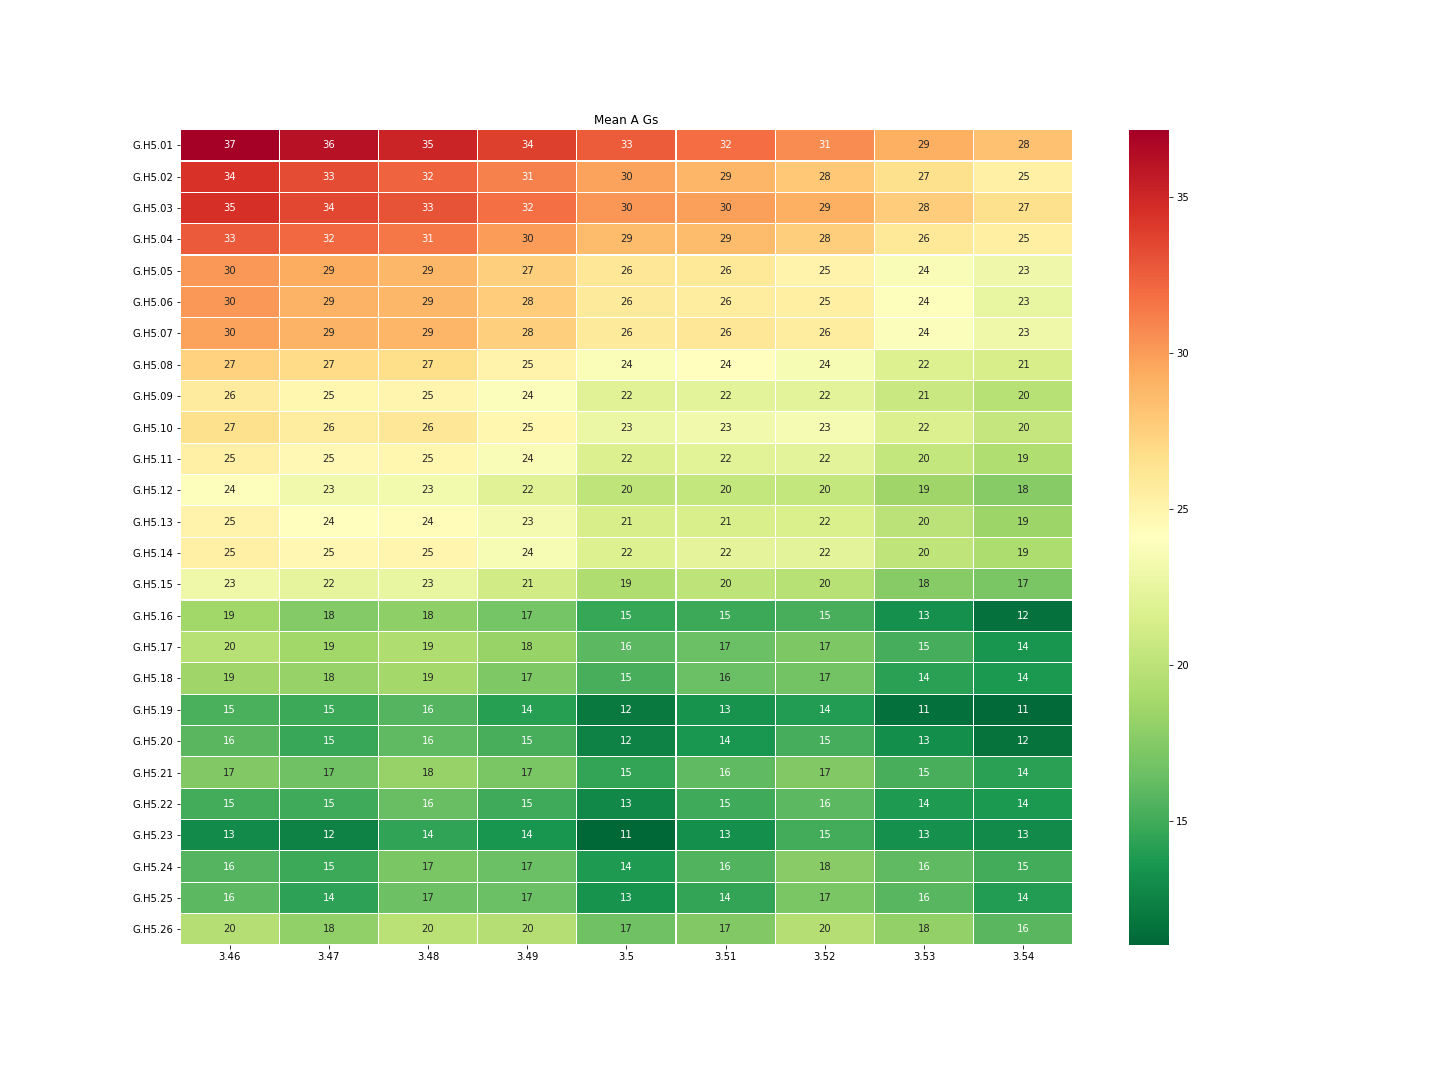 Mean A Gs
G.H5.01 37 36 35 34 33 32 31 29 28
G.H5.02 34 33 32 31 30 29 28 27 25
35
G.H5.03 35 34 33 32 30 30 29 28 27
G.H5.04 33 32 31 30 29 29 28 26 25
G.H5.05 30 29 29 27 26 26 25 24 23
G.H5.06 30 29 29 28 26 26 25 24 23
G.H5.07 30 29 29 28 26 26 26 24 23
30
G.H5.08 27 27 27 25 24 24 24 22 21
G.H5.09 26 25 25 24 22 22 22 21 20
G.H5.10 27 26 26 25 23 23 23 22 20
G.H5.11 25 25 25 24 22 22 22 20 19
G.H5.12 24 23 23 22 20 20 20 19 18
25
G.H5.13 25 24 24 23 21 21 22 20 19
G.H5.14 25 25 25 24 22 22 22 20 19
G.H5.15 23 22 23 21 19 20 20 18 17
G.H5.16 19 18 18 17 15 15 15 13 12
G.H5.17 20 19 19 18 16 17 17 15 14
20
G.H5.18 19 18 19 17 15 16 17 14 14
G.H5.19 15 15 16 14 12 13 14 11 11
G.H5.20 16 15 16 15 12 14 15 13 12
G.H5.21 17 17 18 17 15 16 17 15 14
G.H5.22 15 15 16 15 13 15 16 14 14
15
G.H5.23 13 12 14 14 11 13 15 13 13
G.H5.24 16 15 17 17 14 16 18 16 15
G.H5.25 16 14 17 17 13 14 17 16 14
G.H5.26 20 18 20 20 17 17 20 18 16
3.46 3.47 3.48 3.49 3.5 3.51 3.52 3.53 3.54